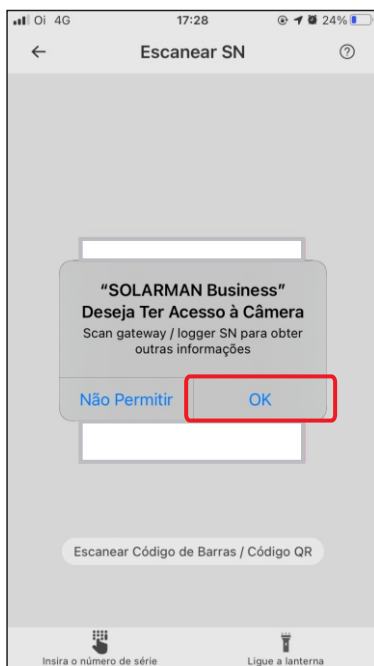 Oi 4G 17:28 24%
Escanear SN
“SOLARMAN Business”
Deseja Ter Acesso à Câmera
Scan gateway / logger SN para obter
outras informações
Não Permitir OK
Escanear Código de Barras / Código QR
Insira o número de série Ligue a lanterna